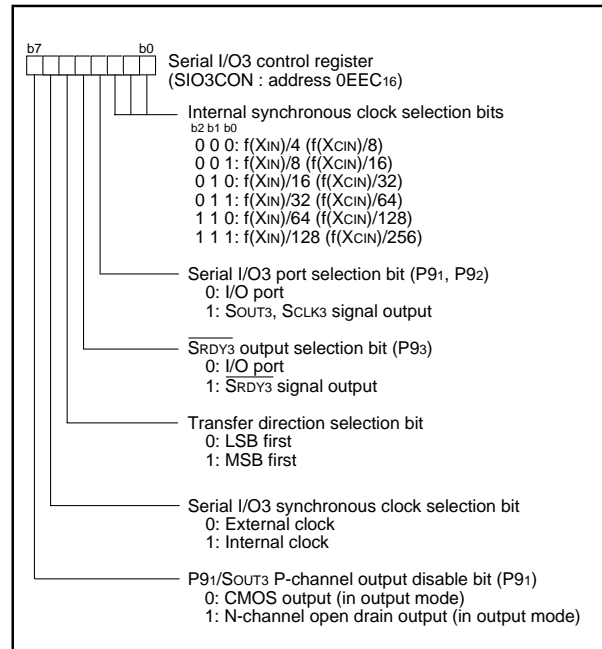 b7 b0
Serial I/O3 control register
(SIO3CON : address 0EEC16)
Internal synchronous clock selection bits
b2 b1 b0
0 0 0: f(XIN)/4 (f(XCIN)/8)
0 0 1: f(XIN)/8 (f(XCIN)/16)
0 1 0: f(XIN)/16 (f(XCIN)/32)
0 1 1: f(XIN)/32 (f(XCIN)/64)
1 1 0: f(XIN)/64 (f(XCIN)/128)
1 1 1: f(XIN)/128 (f(XCIN)/256)
Serial I/O3 port selection bit (P91, P92)
0: I/O port
1: SOUT3, SCLK3 signal output
SRDY3 output selection bit (P93)
0: I/O port
1: SRDY3 signal output
Transfer direction selection bit
0: LSB first
1: MSB first
Serial I/O3 synchronous clock selection bit
0: External clock
1: Internal clock
P91/SOUT3 P-channel output disable bit (P91)
0: CMOS output (in output mode)
1: N-channel open drain output (in output mode)